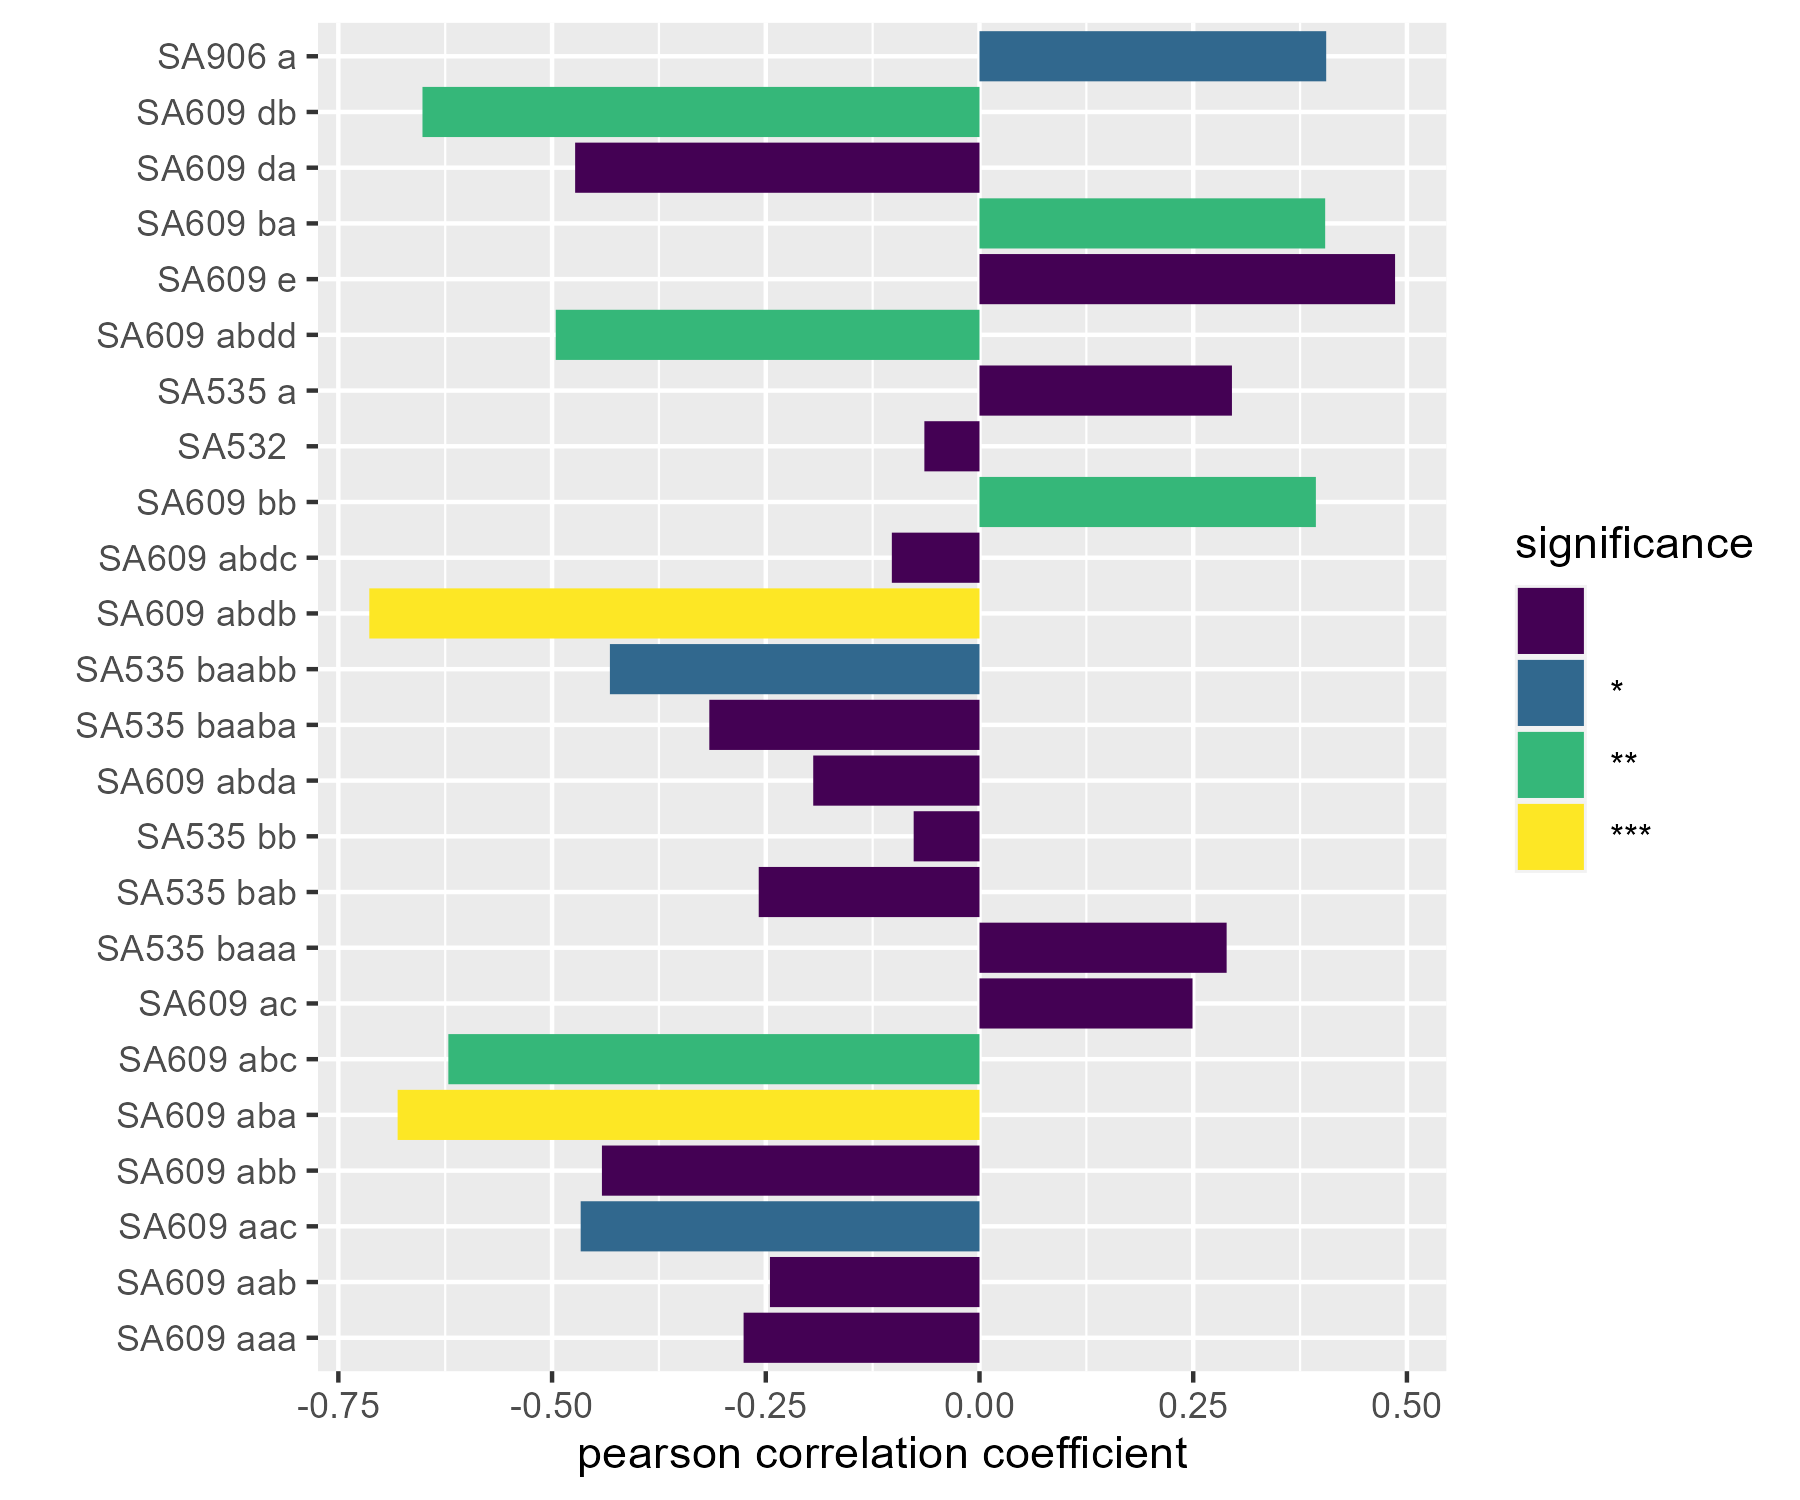 SA906 a
SA609 db
SA609 da
SA609 ba
SA609 e
SA609 abdd
SA535 a
SA532
SA609 bb
SA609 abdc
SA609 abdb
SA535 baabb
SA535 baaba
SA609 abda
SA535 bb
SA535 bab
SA535 baaa
SA609 ac
SA609 abc
SA609 aba
SA609 abb
SA609 aac
SA609 aab
SA609 aaa
-0.75 -0.50 -0.25 0.00 0.25 0.50
pearson correlation coefficient
significance
*
**
***